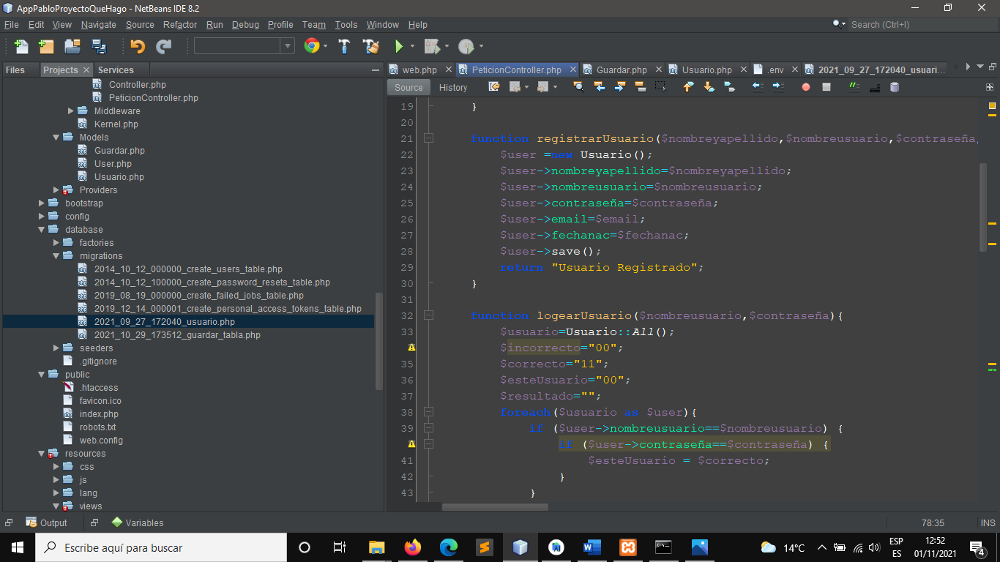 AppPabloProyectoQueHago - NetBeans IDE 8.2
File Edit View Navigate Source Refactor Run Debug Profile Team Tools Window Help
Search (Ctrl+I)
Files Projects Services
Controller.php
PeticionController.php
Middleware
Kernel.php
Models
Guardar.php
User.php
Usuario.php
Providers
bootstrap
config
database
factories
migrations
2014_10_12_000000_create_users_table.php
2014_10_12_100000_create_password_resets_table.php
2019_08_19_000000_create_failed_jobs_table.php
2019_12_14_000001_create_personal_access_tokens_table.php
2021_09_27_172040_usuario.php
2021_10_29_173512_guardar_tabla.php
seeders
.gitignore
public
.htaccess
favicon.ico
index.php
robots.txt
web.config
resources
css
js
lang
views
web.php PeticionController.php Guardar.php Usuario.php .env 2021_09_27_172040_usuari...
Source History
19 }
20
21 function registrarUsuario($nombreyapellido,$nombreusuario,$contraseña,
22 $user =new Usuario();
23 $user->nombreyapellido=$nombreyapellido;
24 $user->nombreusuario=$nombreusuario;
25 $user->contraseña=$contraseña;
26 $user->email=$email;
27 $user->fechanac=$fechanac;
28 $user->save();
29 return "Usuario Registrado";
30 }
31
32 function logearUsuario($nombreusuario,$contraseña){
33 $usuario=Usuario::All();
$incorrecto="00";
35 $correcto="11";
36 $esteUsuario="00";
37 $resultado="";
38 foreach($usuario as $user){
39 if ($user->nombreusuario==$nombreusuario) {
if ($user->contraseña==$contraseña) {
41 $esteUsuario = $correcto;
42 }
43 }
Output Variables
78:35 INS
Escribe aquí para buscar
14°C
ESP
ES
12:52
01/11/2021
4